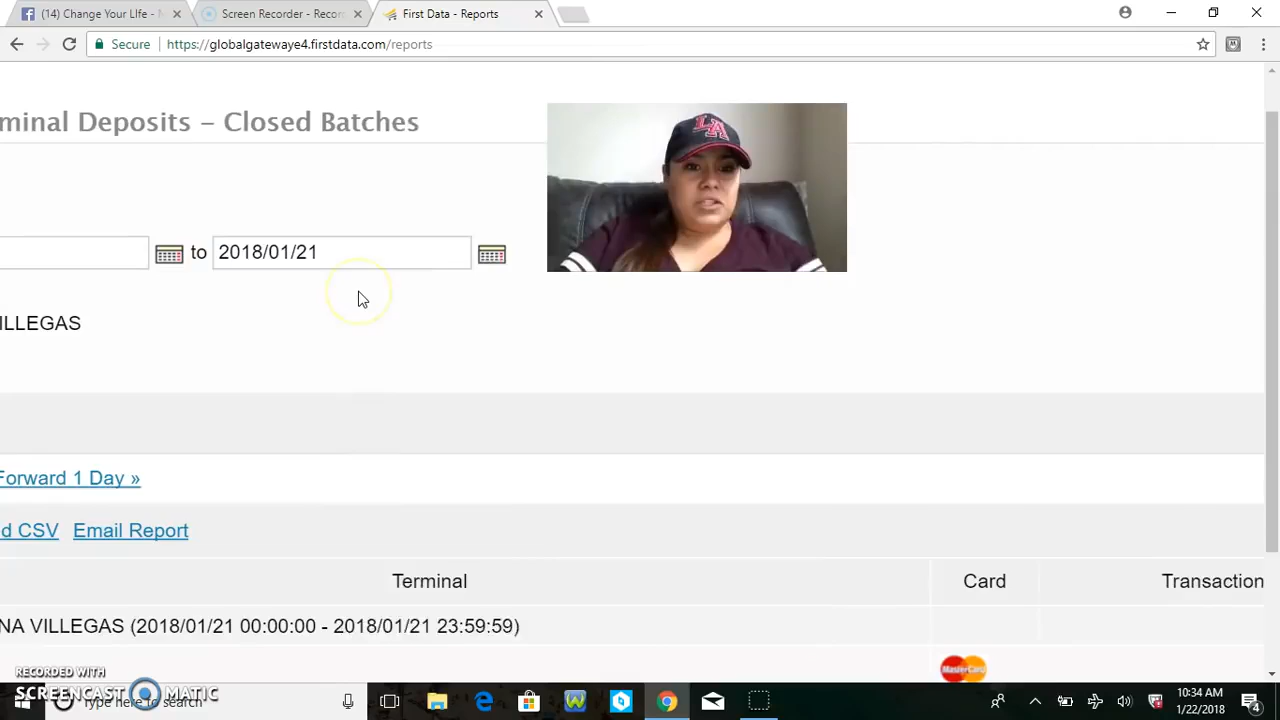 (14) Change Your LIfe - M
Screen Recorder - Recor
First Data - Reports
Secure
https://globalgatewaye4.firstdata.com/reports
minal Deposits – Closed Batches
LA
to
2018/01/21
ILLEGAS
Forward 1 Day »
d CSV
Email Report
Terminal
Card
Transaction
NA VILLEGAS (2018/01/21 00:00:00 - 2018/01/21 23:59:59)
MasterCard
RECORDED WITH
SCREENCAST MATIC
Type here to search
10:34 AM
1/22/2018
4